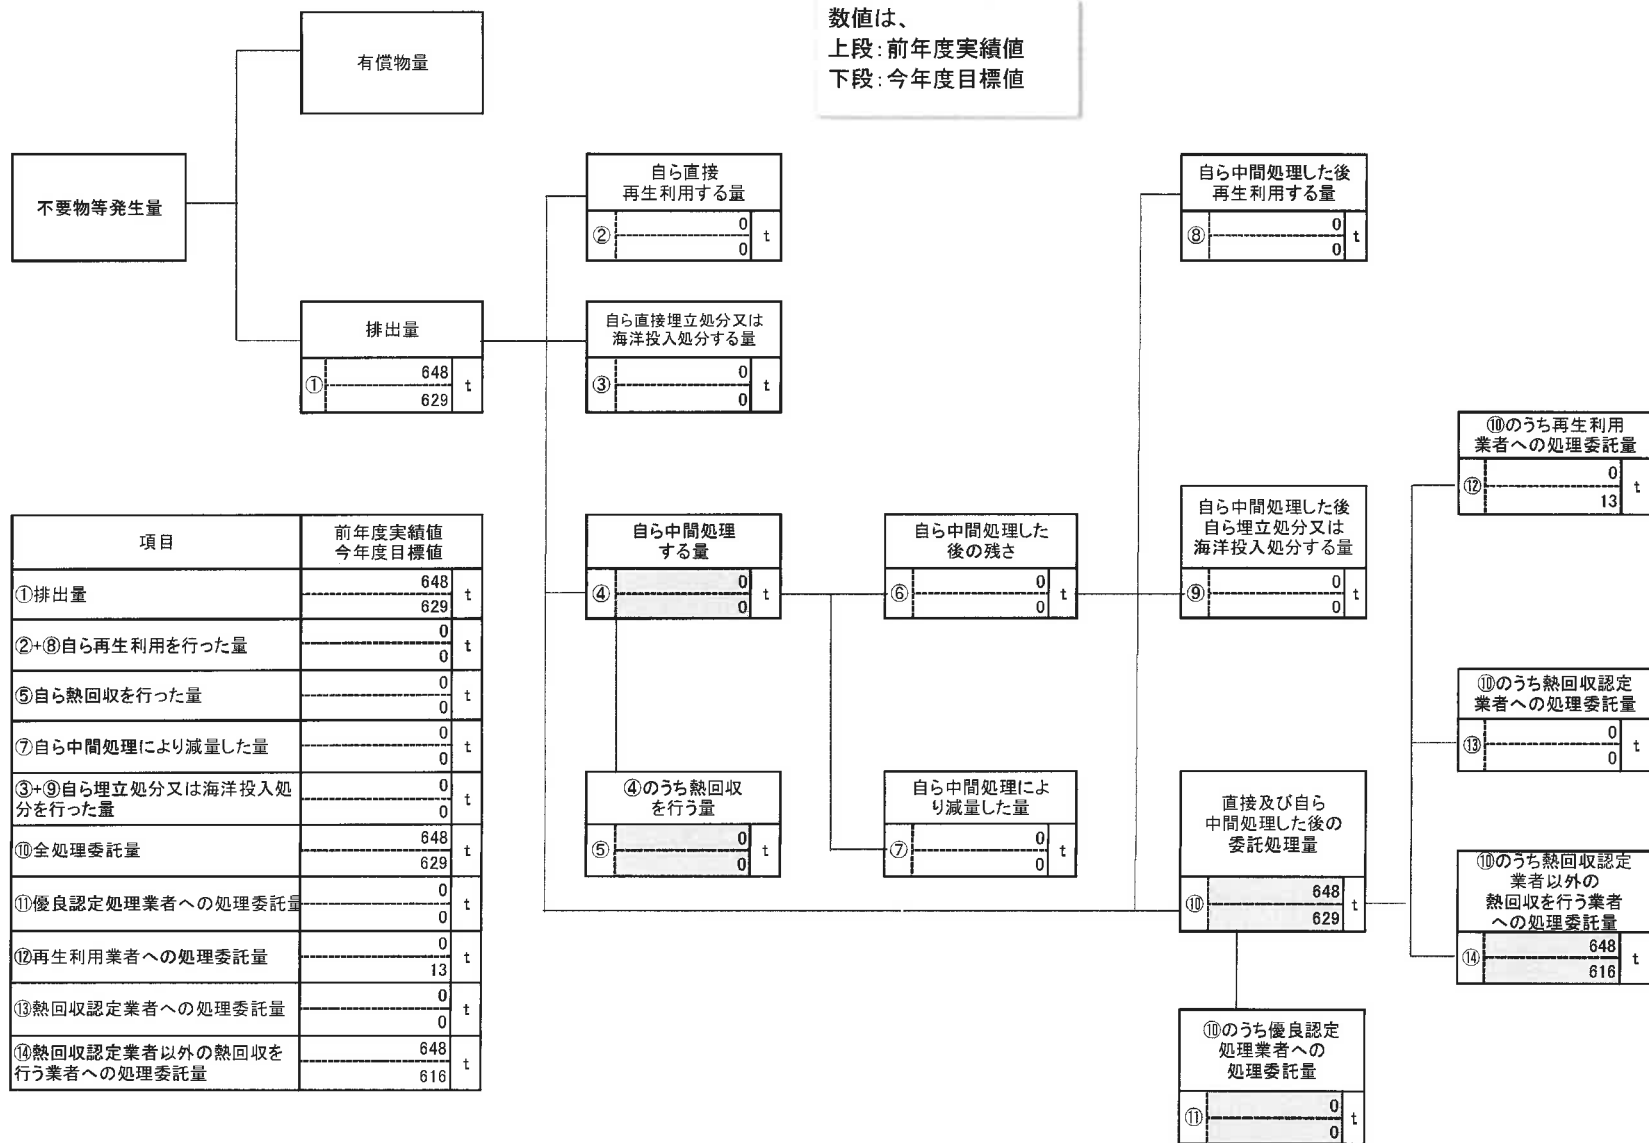 数値は、
上段：前年度実績値
下段：今年度目標値
有償物量
不要物等発生量
排出量
①
648
629
t
自ら直接
再生利用する量
②
0
0
t
自ら直接埋立処分又は
海洋投入処分する量
③
0
0
t
自ら中間処理
する量
④
0
0
t
④のうち熱回収
を行う量
⑤
0
0
t
自ら中間処理した
後の残さ
⑥
0
0
t
自ら中間処理によ
り減量した量
⑦
0
0
t
自ら中間処理した後
再生利用する量
⑧
0
0
t
自ら中間処理した後
自ら埋立処分又は
海洋投入処分する量
⑨
0
0
t
直接及び自ら
中間処理した後の
委託処理量
⑩
648
629
t
⑩のうち優良認定
処理業者への
処理委託量
⑪
0
0
t
⑩のうち再生利用
業者への処理委託量
⑫
0
13
t
⑩のうち熱回収認定
業者への処理委託量
⑬
0
0
t
⑩のうち熱回収認定
業者以外の
熱回収を行う業者
への処理委託量
⑭
648
616
t
項目
前年度実績値
今年度目標値
①排出量
648
629
t
②+⑧自ら再生利用を行った量
0
0
t
⑤自ら熱回収を行った量
0
0
t
⑦自ら中間処理により減量した量
0
0
t
③+⑨自ら埋立処分又は海洋投入処
分を行った量
0
0
t
⑩全処理委託量
648
629
t
⑪優良認定処理業者への処理委託量
0
0
t
⑫再生利用業者への処理委託量
0
13
t
⑬熱回収認定業者への処理委託量
0
0
t
⑭熱回収認定業者以外の熱回収を
行う業者への処理委託量
648
616
t